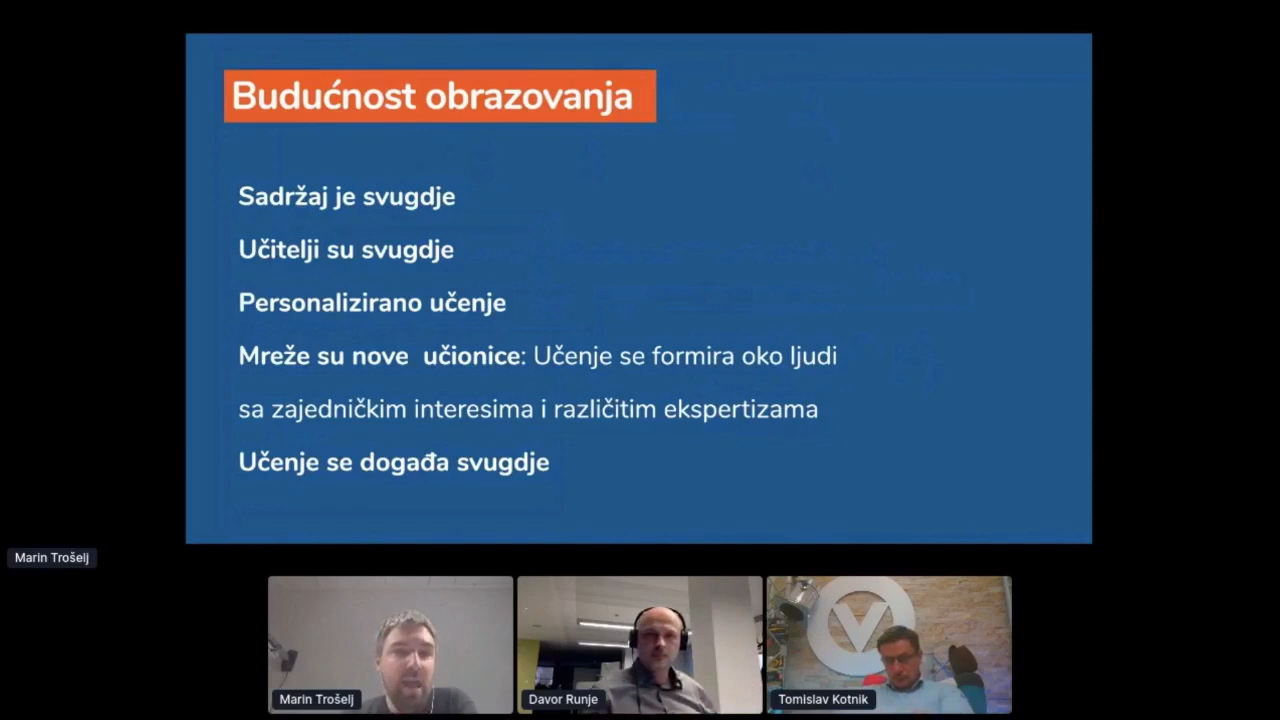 Budućnost obrazovanja
Sadržaj je svugdje
Učitelji su svugdje
Personalizirano učenje
Mreže su nove  učionice: Učenje se formira oko ljudi
sa zajedničkim interesima i različitim ekspertizama
Učenje se događa svugdje
Marin Trošelj
Marin Trošelj
Davor Runje
Tomislav Kotnik